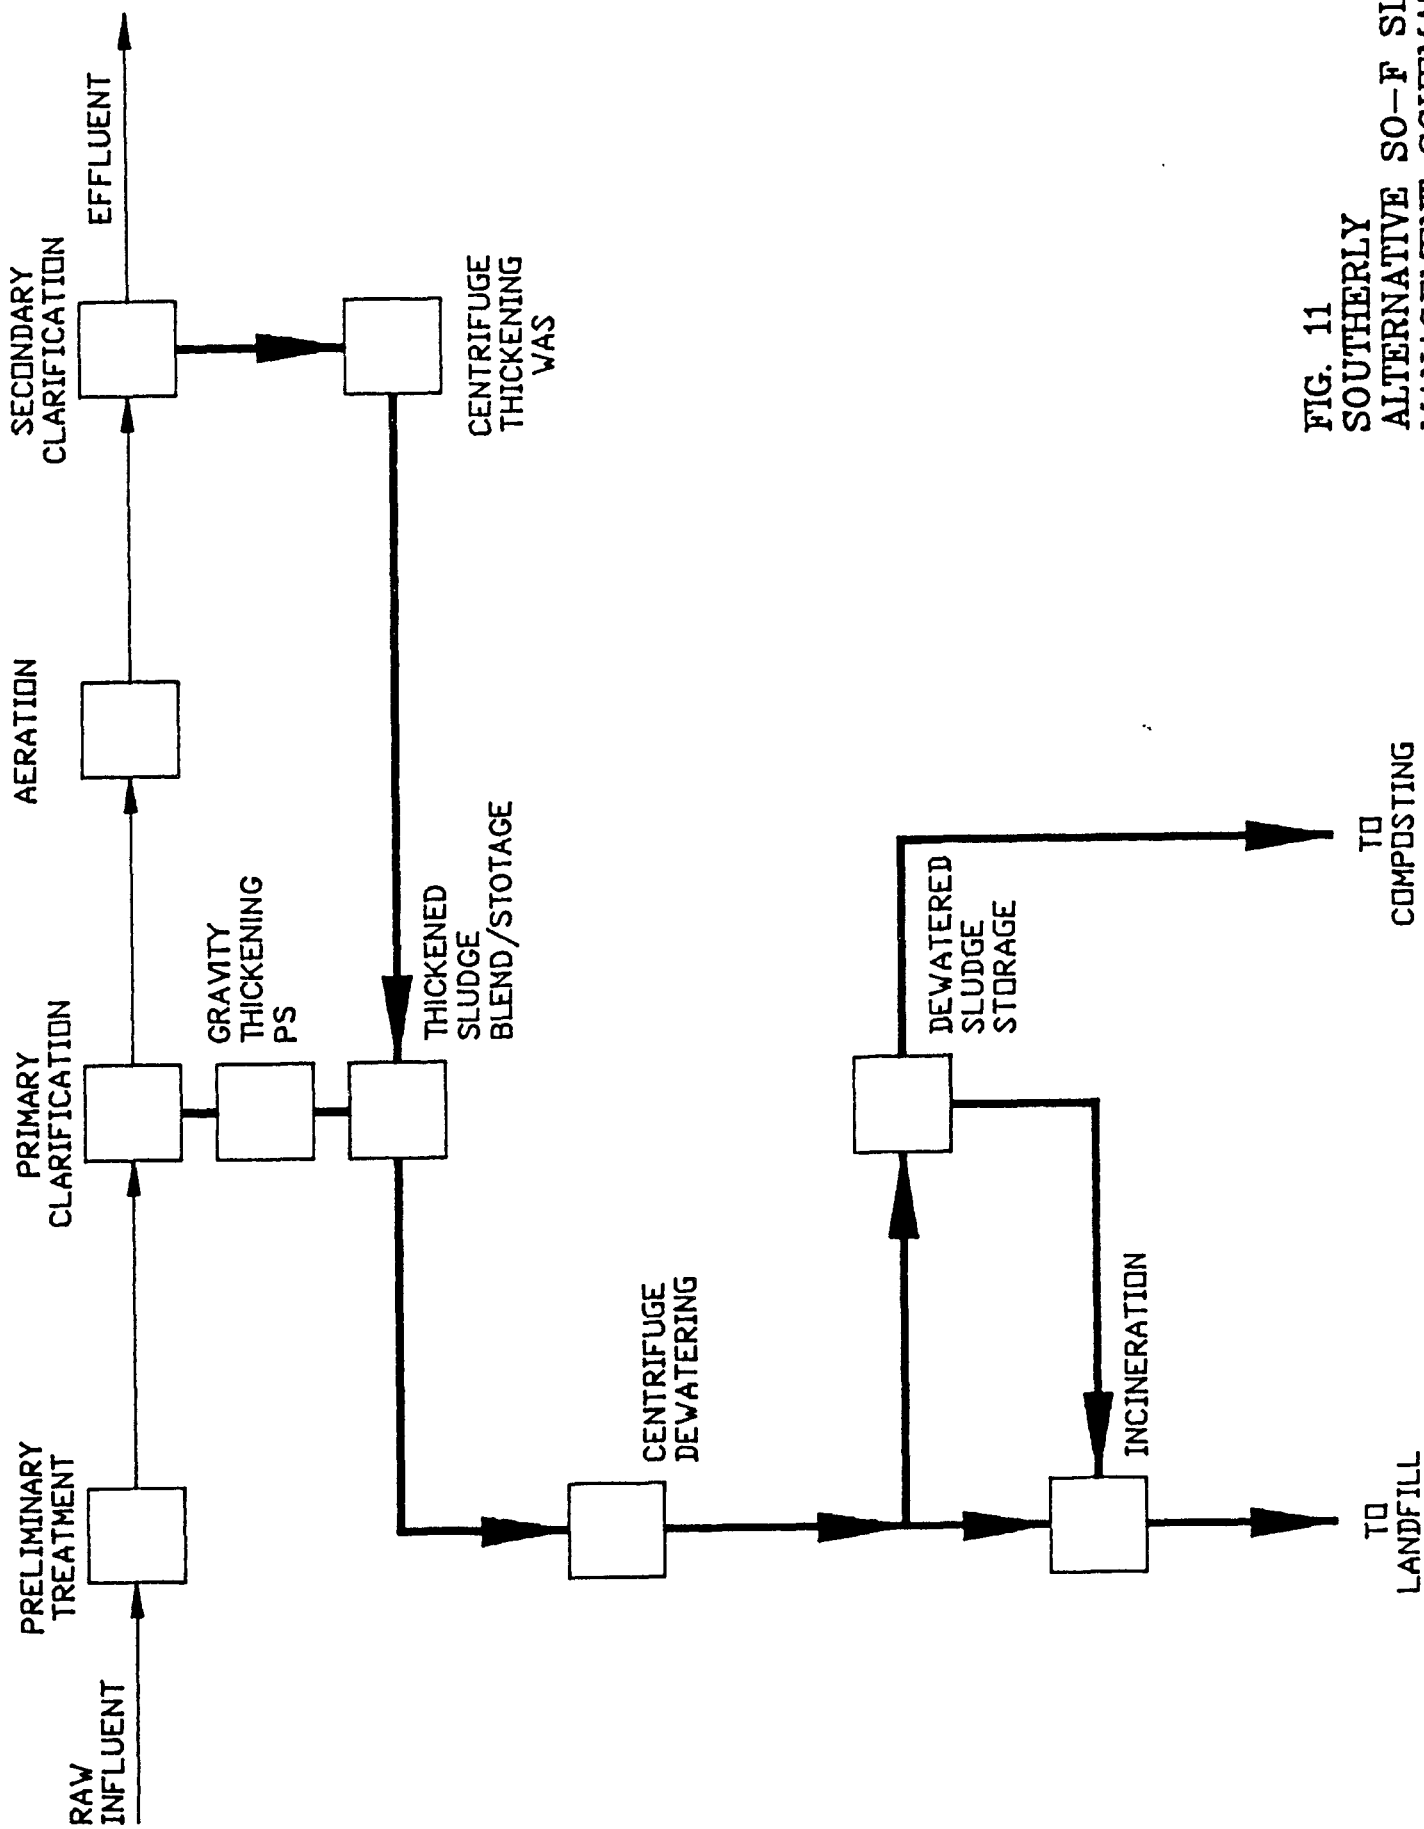 RAW
INFLUENT
PRELIMINARY
TREATMENT
PRIMARY
CLARIFICATION
AERATION
SECONDARY
CLARIFICATION
EFFLUENT
GRAVITY
THICKENING
PS
THICKENED
SLUDGE
BLEND/STOTAGE
CENTRIFUGE
THICKENING
WAS
CENTRIFUGE
DEWATERING
DEWATERED
SLUDGE
STORAGE
INCINERATION
TO
LANDFILL
TO
COMPOSTING
FIG. 11
SOUTHERLY
ALTERNATIVE SO-F